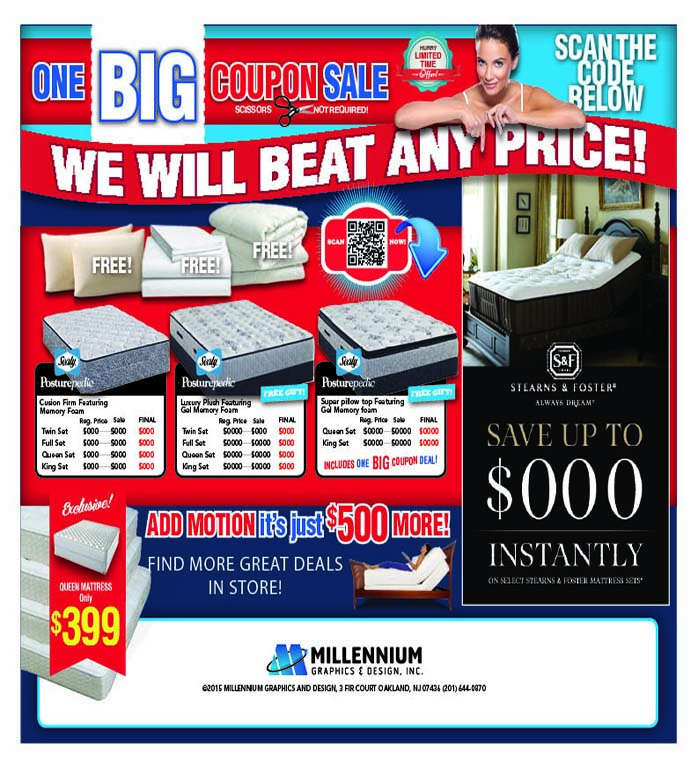 ONE BIG COUPON SALE
SCISSORS NOT REQUIRED!
HURRY
LIMITED
TIME
Offer!
SCAN THE
CODE
BELOW
WE WILL BEAT ANY PRICE!
FREE!
FREE!
FREE!
SCAN NOW!
Sealy
Posturepedic
Cusion Firm Featuring
Memory Foam
Reg. Price Sale FINAL
Twin Set $000 $000 $000
Full Set $000 $000 $000
Queen Set $000 $000 $000
King Set $000 $000 $000
Sealy
Posturepedic
FREE GIFT!
Luxury Plush Featuring
Gel Memory Foam
Reg. Price Sale FINAL
Twin Set $0000 $000 $000
Full Set $0000 $0000 $000
Queen Set $0000 $0000 $000
King Set $0000 $0000 $000
Sealy
Posturepedic
FREE GIFT!
Super pillow top Featuring
Gel Memory foam
Reg. Price Sale FINAL
Queen Set $0000 $0000 $0000
King Set $0000 $0000 $0000
INCLUDES ONE BIG COUPON DEAL!
S&F
STEARNS & FOSTER®
ALWAYS DREAM™
SAVE UP TO
$000
INSTANTLY
ON SELECT STEARNS & FOSTER MATTRESS SETS*
Exclusive!
QUEEN MATTRESS
Only
$399
ADD MOTION it's just $500 MORE!
FIND MORE GREAT DEALS
IN STORE!
MILLENNIUM
GRAPHICS & DESIGN, INC.
©2015 MILLENNIUM GRAPHICS AND DESIGN, 3 FIR COURT OAKLAND, NJ 07436 (201) 644-0870